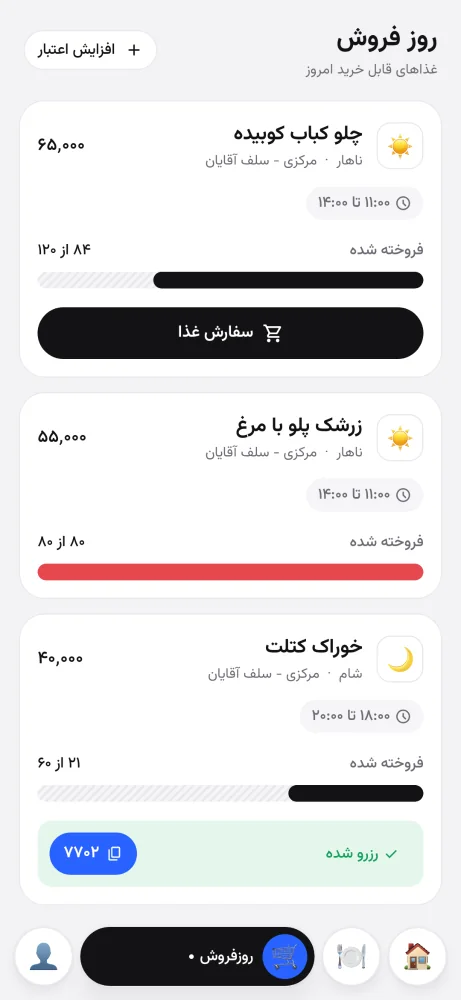 روز فروش
غذاهای قابل خرید امروز
افزایش اعتبار
چلو کباب کوبیده
ناهار · مرکزی - سلف آقایان
۶۵,۰۰۰
۱۱:۰۰ تا ۱۴:۰۰
فروخته شده
۸۴ از ۱۲۰
سفارش غذا
زرشک پلو با مرغ
ناهار · مرکزی - سلف آقایان
۵۵,۰۰۰
۱۱:۰۰ تا ۱۴:۰۰
فروخته شده
۸۰ از ۸۰
خوراک کتلت
شام · مرکزی - سلف آقایان
۴۰,۰۰۰
۱۸:۰۰ تا ۲۰:۰۰
فروخته شده
۲۱ از ۶۰
رزرو شده
۷۷۰۲
روزفروش •